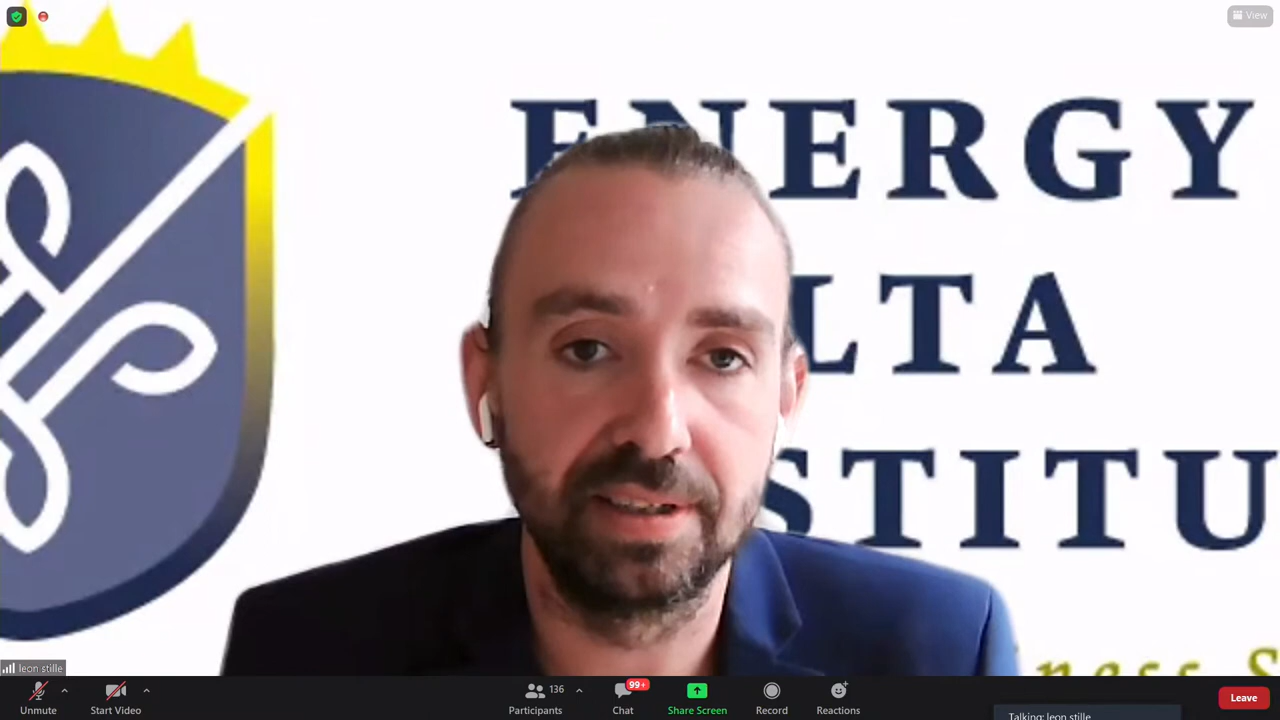 View
ENERGY
LTA
STITU
ness S
leon stille
Unmute
Start Video
136
Participants
99+
Chat
Share Screen
Record
Reactions
Leave
Talking: leon stille